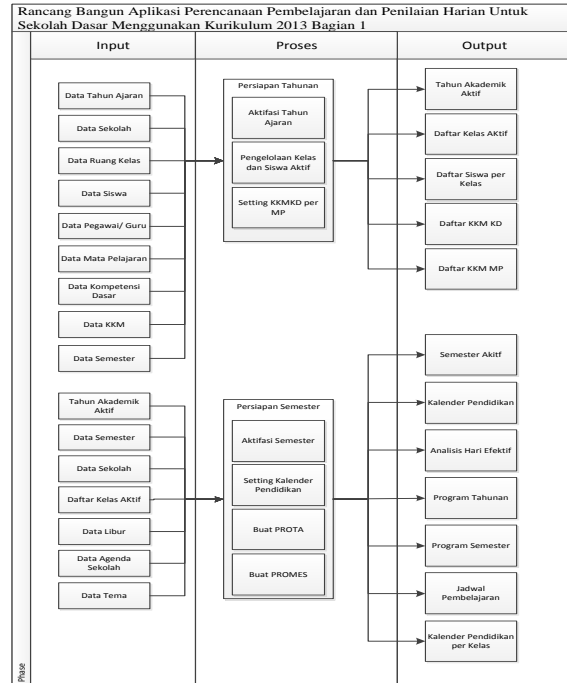 Rancang Bangun Aplikasi Perencanaan Pembelajaran dan Penilaian Harian Untuk
Sekolah Dasar Menggunakan Kurikulum 2013 Bagian 1
Input
Proses
Output
Data Tahun Ajaran
Data Sekolah
Data Ruang Kelas
Data Siswa
Data Pegawai/ Guru
Data Mata Pelajaran
Data Kompetensi
Dasar
Data KKM
Data Semester
Persiapan Tahunan
Aktifasi Tahun
Ajaran
Pengelolaan Kelas
dan Siswa Aktif
Setting KKMKD per
MP
Tahun Akademik
Aktif
Daftar Kelas AKtif
Daftar Siswa per
Kelas
Daftar KKM KD
Daftar KKM MP
Tahun Akademik
Aktif
Data Semester
Data Sekolah
Daftar Kelas AKtif
Data Libur
Data Agenda
Sekolah
Data Tema
Persiapan Semester
Aktifasi Semester
Setting Kalender
Pendidikan
Buat PROTA
Buat PROMES
Semester Akitf
Kalender Pendidikan
Analisis Hari Efektif
Program Tahunan
Program Semester
Jadwal
Pembelajaran
Kalender Pendidikan
per Kelas
Phase